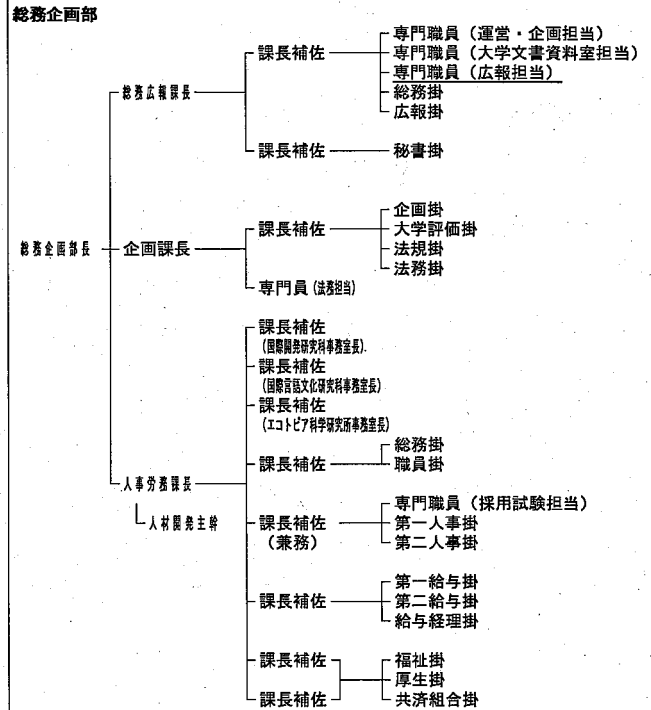 総務企画部
専門職員（運営・企画担当）
課長補佐
専門職員（大学文書資料室担当）
専門職員（広報担当）
総務広報課長
総務掛
広報掛
課長補佐
秘書掛
企画掛
課長補佐
大学評価掛
総務企画部長
企画課長
法規掛
法務掛
専門員（法務担当）
課長補佐
（国際開発研究科事務室長）
課長補佐
（国際言語文化研究科事務室長）
課長補佐
（エコトピア科学研究所事務室長）
総務掛
課長補佐
職員掛
人事労務課長
専門職員（採用試験担当）
人材開発主幹
課長補佐
第一人事掛
（兼務）
第二人事掛
第一給与掛
課長補佐
第二給与掛
給与経理掛
課長補佐
福祉掛
厚生掛
課長補佐
共済組合掛